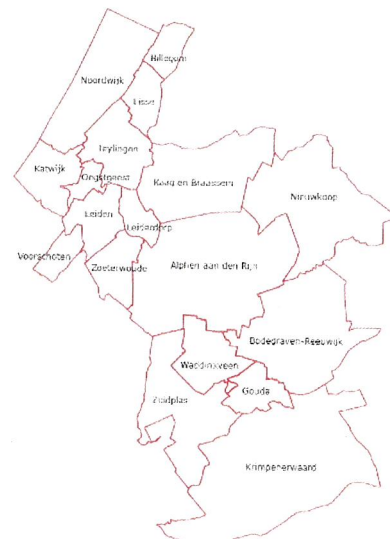 Hillegom
Noordwijk
Lisse
Teylingen
Katwijk
Oegstgeest
Kaag en Braassem
Nieuwkoop
Leiden
Leiderdorp
Voorschoten
Zoeterwoude
Alphen aan den Rijn
Bodegraven-Reeuwijk
Waddinxveen
Gouda
Zuidplas
Krimpenerwaard